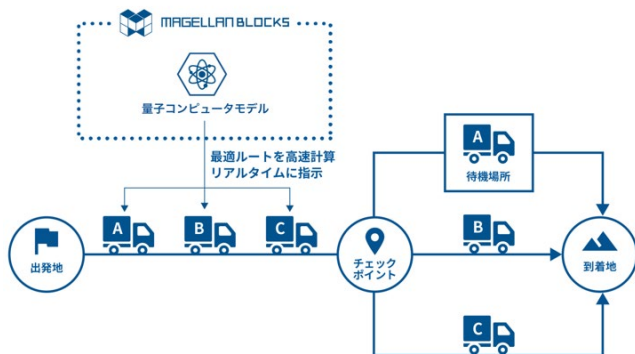 MAGELLAN BLOCKS
量子コンピュータモデル
最適ルートを高速計算
リアルタイムに指示
A
待機場所
A
B
C
B
出発地
チェック
ポイント
到着地
C